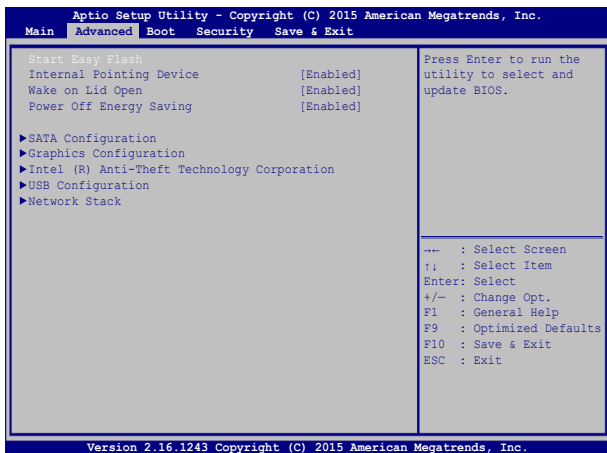 Aptio Setup Utility - Copyright (C) 2015 American Megatrends, Inc.
Main Advanced Boot Security Save & Exit
Start Easy Flash
Internal Pointing Device [Enabled]
Wake on Lid Open [Enabled]
Power Off Energy Saving [Enabled]
▶SATA Configuration
▶Graphics Configuration
▶Intel (R) Anti-Theft Technology Corporation
▶USB Configuration
▶Network Stack
Press Enter to run the
utility to select and
update BIOS.
→← : Select Screen
↑↓ : Select Item
Enter: Select
+/— : Change Opt.
F1 : General Help
F9 : Optimized Defaults
F10 : Save & Exit
ESC : Exit
Version 2.16.1243 Copyright (C) 2015 American Megatrends, Inc.